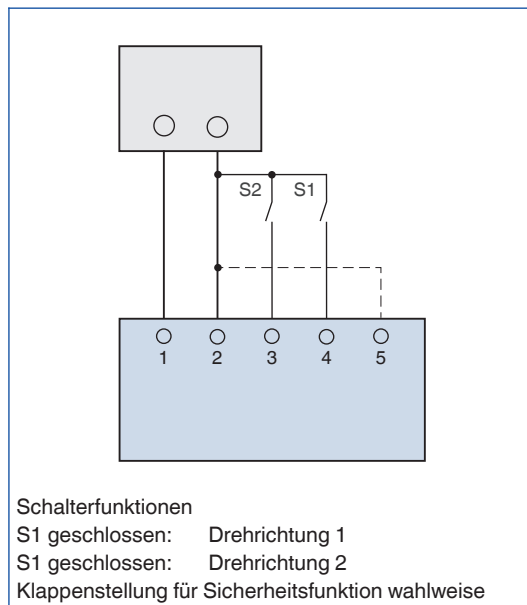 S2 S1
1 2 3 4 5
Schalterfunktionen
S1 geschlossen: Drehrichtung 1
S1 geschlossen: Drehrichtung 2
Klappenstellung für Sicherheitsfunktion wahlweise